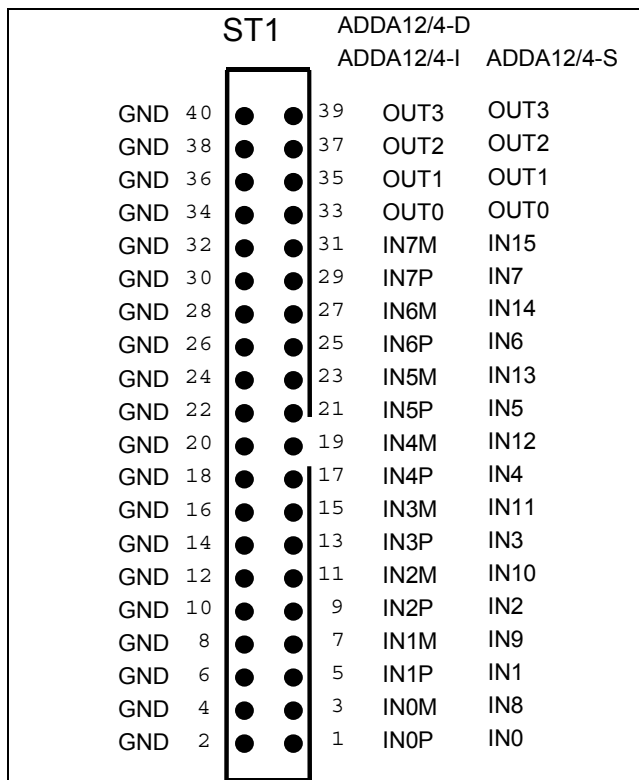 ST1 ADDA12/4-D
ADDA12/4-I ADDA12/4-S
GND 40 39 OUT3 OUT3
GND 38 37 OUT2 OUT2
GND 36 35 OUT1 OUT1
GND 34 33 OUT0 OUT0
GND 32 31 IN7M IN15
GND 30 29 IN7P IN7
GND 28 27 IN6M IN14
GND 26 25 IN6P IN6
GND 24 23 IN5M IN13
GND 22 21 IN5P IN5
GND 20 19 IN4M IN12
GND 18 17 IN4P IN4
GND 16 15 IN3M IN11
GND 14 13 IN3P IN3
GND 12 11 IN2M IN10
GND 10 9 IN2P IN2
GND 8 7 IN1M IN9
GND 6 5 IN1P IN1
GND 4 3 IN0M IN8
GND 2 1 IN0P IN0